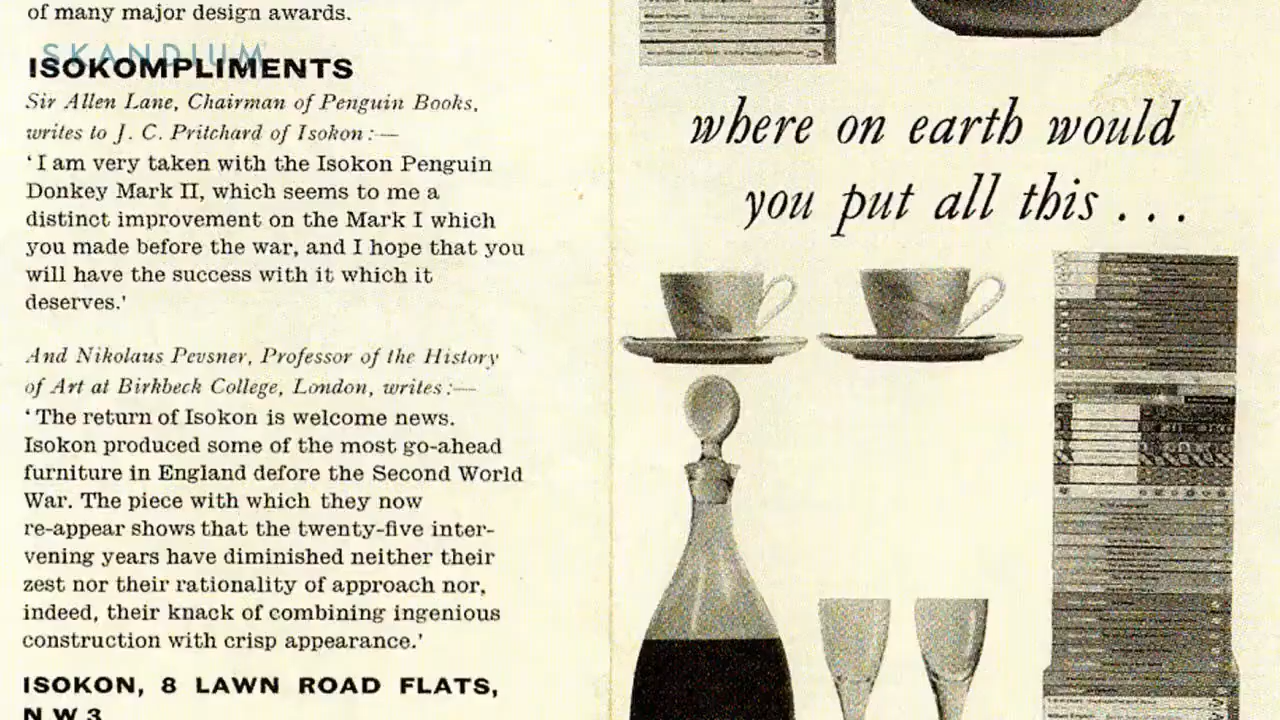 of many major design awards.
SKANDIUM
ISOKOMPLIMENTS
Sir Allen Lane, Chairman of Penguin Books,
writes to J. C. Pritchard of Isokon:—
'I am very taken with the Isokon Penguin
Donkey Mark II, which seems to me a
distinct improvement on the Mark I which
you made before the war, and I hope that you
will have the success with it which it
deserves.'
And Nikolaus Pevsner, Professor of the History
of Art at Birkbeck College, London, writes:—
'The return of Isokon is welcome news.
Isokon produced some of the most go-ahead
furniture in England defore the Second World
War. The piece with which they now
re-appear shows that the twenty-five inter-
vening years have diminished neither their
zest nor their rationality of approach nor,
indeed, their knack of combining ingenious
construction with crisp appearance.'
ISOKON, 8 LAWN ROAD FLATS,
N W 3
where on earth would
you put all this . . .